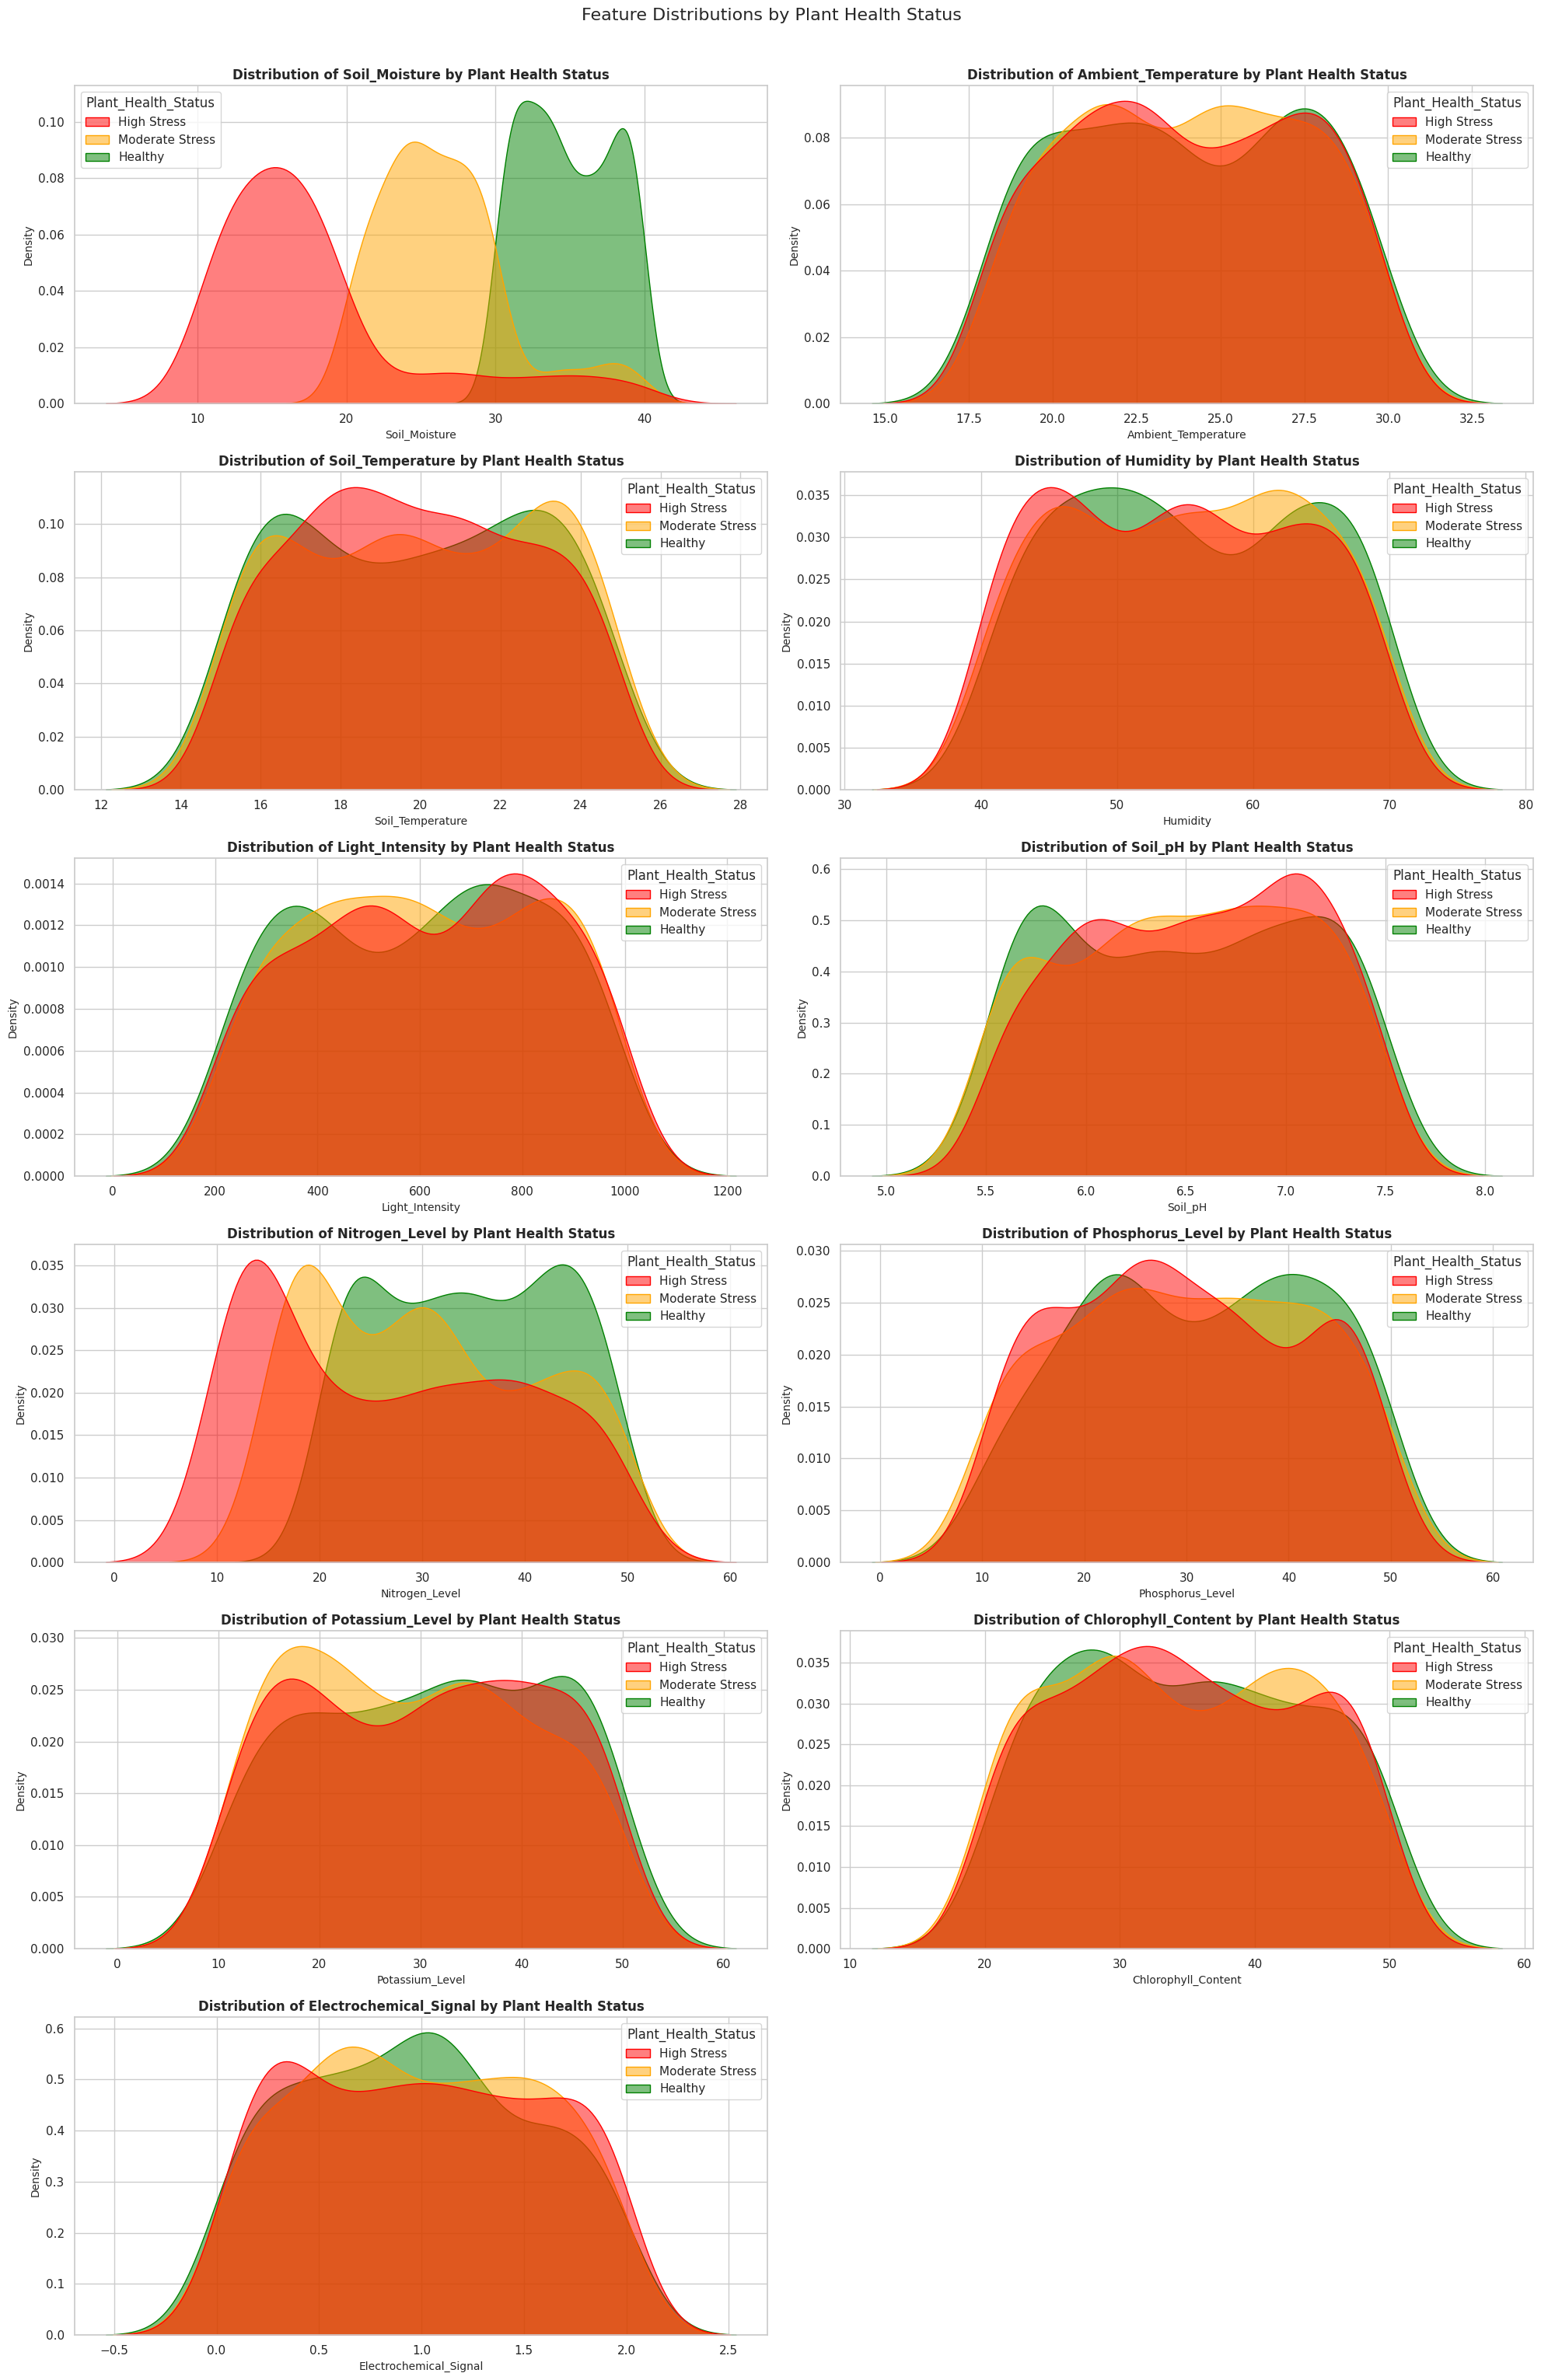 Feature Distributions by Plant Health Status
Distribution of Soil_Moisture by Plant Health Status
Plant_Health_Status
High Stress
Moderate Stress
Healthy
Density
0.10
0.08
0.06
0.04
0.02
0.00
10 20 30 40
Soil_Moisture
Distribution of Ambient_Temperature by Plant Health Status
Plant_Health_Status
High Stress
Moderate Stress
Healthy
Density
0.08
0.06
0.04
0.02
0.00
15.0 17.5 20.0 22.5 25.0 27.5 30.0 32.5
Ambient_Temperature
Distribution of Soil_Temperature by Plant Health Status
Plant_Health_Status
High Stress
Moderate Stress
Healthy
Density
0.10
0.08
0.06
0.04
0.02
0.00
12 14 16 18 20 22 24 26 28
Soil_Temperature
Distribution of Humidity by Plant Health Status
Plant_Health_Status
High Stress
Moderate Stress
Healthy
Density
0.035
0.030
0.025
0.020
0.015
0.010
0.005
0.000
30 40 50 60 70 80
Humidity
Distribution of Light_Intensity by Plant Health Status
Plant_Health_Status
High Stress
Moderate Stress
Healthy
Density
0.0014
0.0012
0.0010
0.0008
0.0006
0.0004
0.0002
0.0000
0 200 400 600 800 1000 1200
Light_Intensity
Distribution of Soil_pH by Plant Health Status
Plant_Health_Status
High Stress
Moderate Stress
Healthy
Density
0.6
0.5
0.4
0.3
0.2
0.1
0.0
5.0 5.5 6.0 6.5 7.0 7.5 8.0
Soil_pH
Distribution of Nitrogen_Level by Plant Health Status
Plant_Health_Status
High Stress
Moderate Stress
Healthy
Density
0.035
0.030
0.025
0.020
0.015
0.010
0.005
0.000
0 10 20 30 40 50 60
Nitrogen_Level
Distribution of Phosphorus_Level by Plant Health Status
Plant_Health_Status
High Stress
Moderate Stress
Healthy
Density
0.030
0.025
0.020
0.015
0.010
0.005
0.000
0 10 20 30 40 50 60
Phosphorus_Level
Distribution of Potassium_Level by Plant Health Status
Plant_Health_Status
High Stress
Moderate Stress
Healthy
Density
0.030
0.025
0.020
0.015
0.010
0.005
0.000
0 10 20 30 40 50 60
Potassium_Level
Distribution of Chlorophyll_Content by Plant Health Status
Plant_Health_Status
High Stress
Moderate Stress
Healthy
Density
0.035
0.030
0.025
0.020
0.015
0.010
0.005
0.000
10 20 30 40 50 60
Chlorophyll_Content
Distribution of Electrochemical_Signal by Plant Health Status
Plant_Health_Status
High Stress
Moderate Stress
Healthy
Density
0.6
0.5
0.4
0.3
0.2
0.1
0.0
−0.5 0.0 0.5 1.0 1.5 2.0 2.5
Electrochemical_Signal